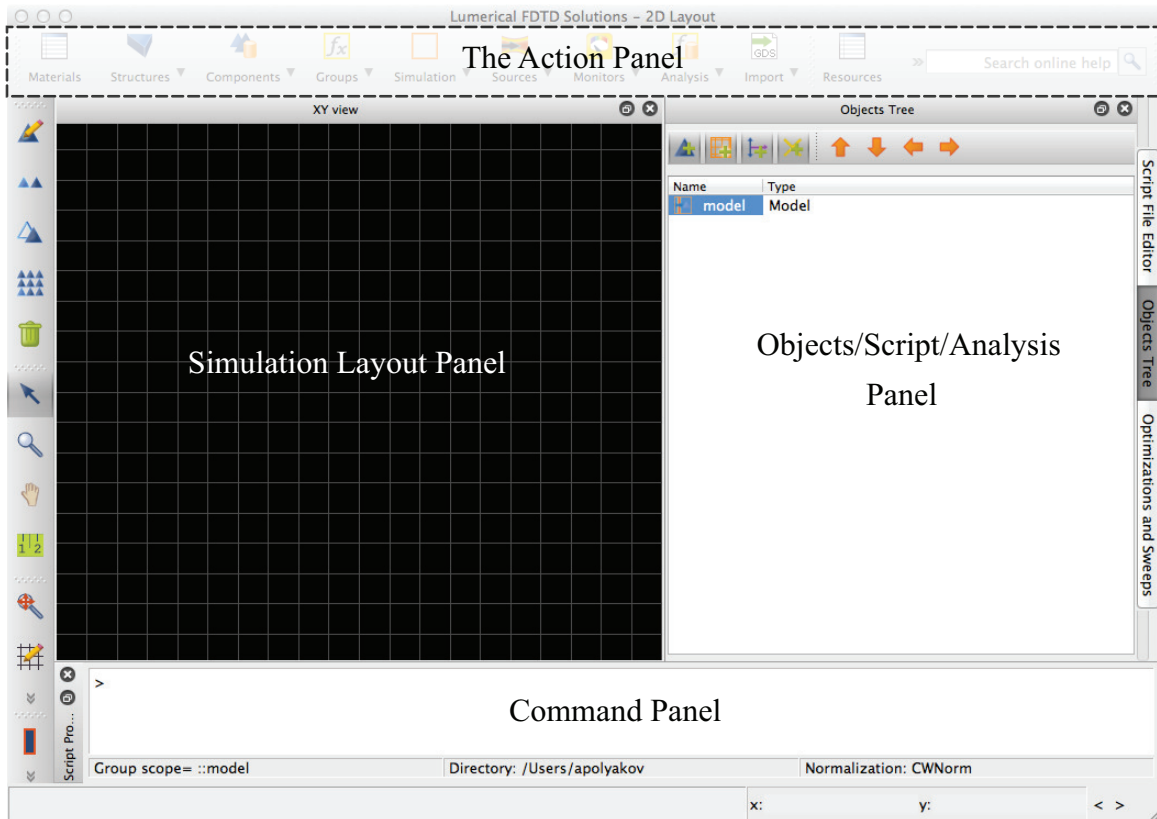 Lumerical FDTD Solutions – 2D Layout
The Action Panel
Materials Structures Components Groups Simulation Sources Monitors Analysis Import Resources » Search online help
fx
GDS
XY view
Objects Tree
Name Type
model Model
Simulation Layout Panel
Objects/Script/Analysis
Panel
Script File Editor
Objects Tree
Optimizations and Sweeps
1 2
>
Command Panel
Script Pro...
Group scope= ::model Directory: /Users/apolyakov Normalization: CWNorm
x: y: < >